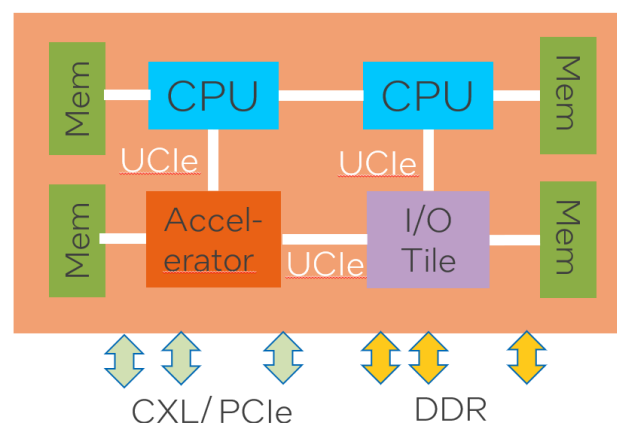 Mem
CPU
CPU
Mem
UCIe
UCIe
Mem
Accel-
erator
UCIe
I/O
Tile
Mem
CXL/PCIe
DDR